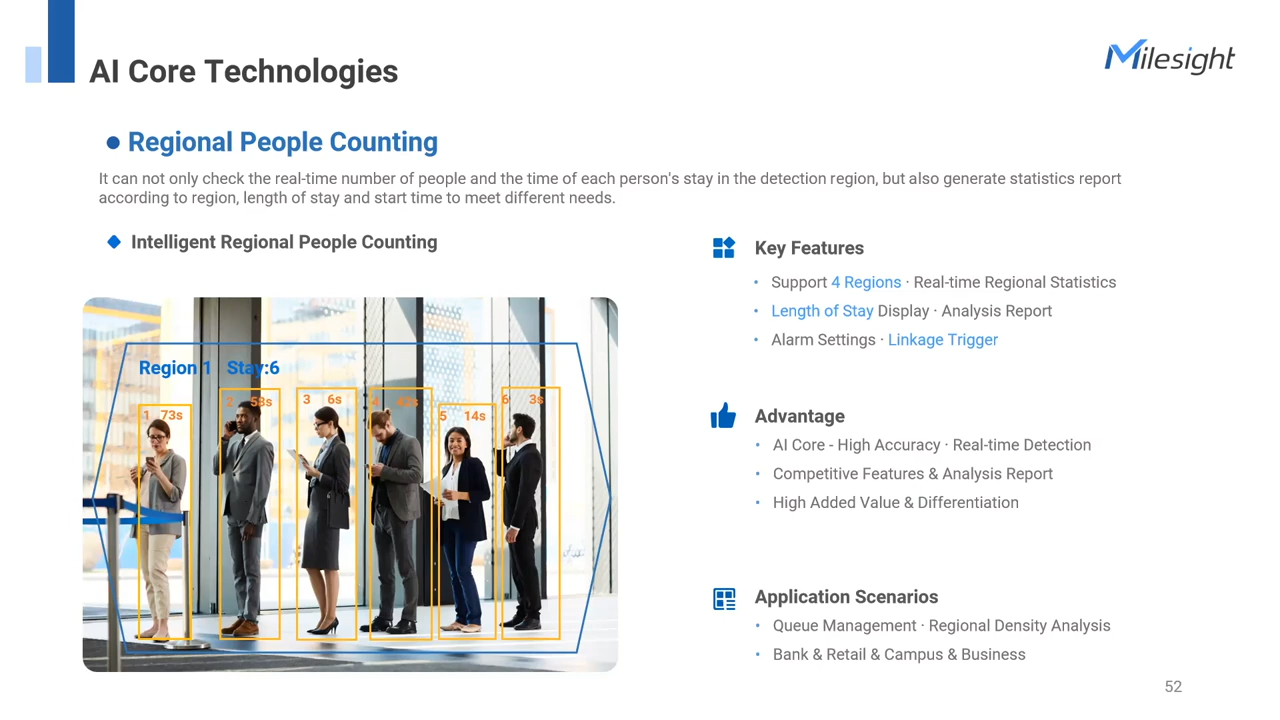 AI Core Technologies
Milesight
Regional People Counting
It can not only check the real-time number of people and the time of each person's stay in the detection region, but also generate statistics report
according to region, length of stay and start time to meet different needs.
Intelligent Regional People Counting
Region 1 Stay:6
1 73s
2 58s
3 6s
4
5 14s
6 3s
Key Features
• Support 4 Regions · Real-time Regional Statistics
• Length of Stay Display · Analysis Report
• Alarm Settings · Linkage Trigger
Advantage
• AI Core - High Accuracy · Real-time Detection
• Competitive Features & Analysis Report
• High Added Value & Differentiation
Application Scenarios
• Queue Management · Regional Density Analysis
• Bank & Retail & Campus & Business
52